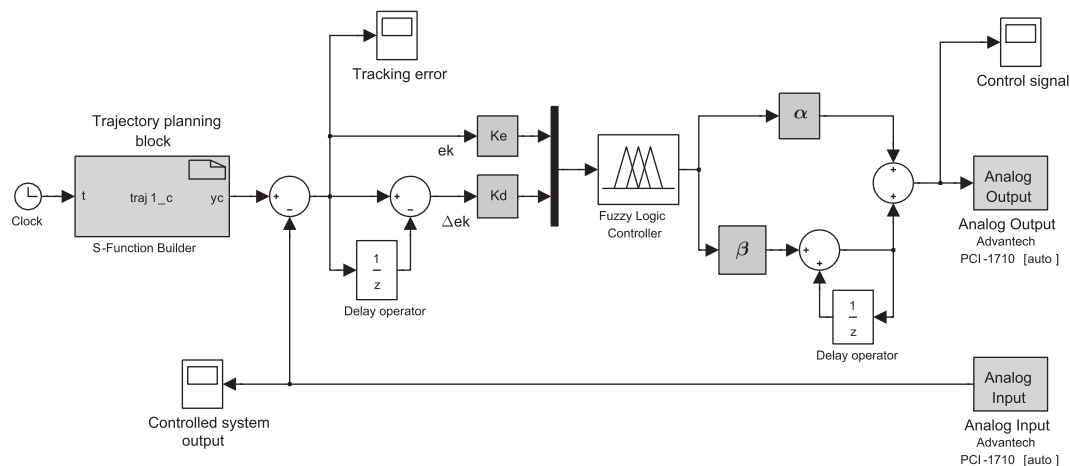 Tracking error
Control signal
Trajectory planning
block
t
traj 1_c
yc
S-Function Builder
Clock
+
−
ek
Ke
+
−
Δek
Kd
1
z
Delay operator
Fuzzy Logic
Controller
α
β
+
+
+
+
1
z
Delay operator
Analog
Output
Analog Output
Advantech
PCI-1710 [auto ]
Controlled system
output
Analog
Input
Analog Input
Advantech
PCI-1710 [auto ]